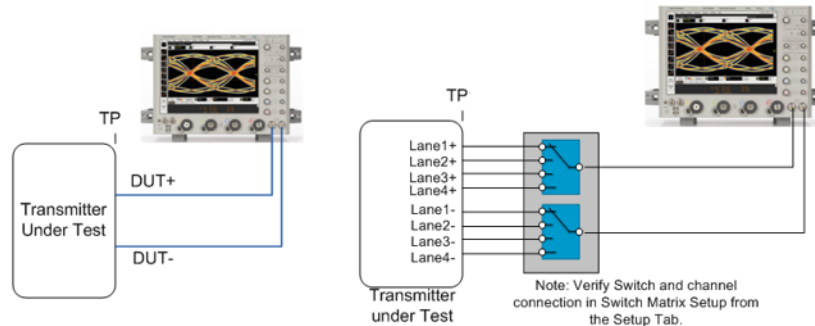 TP
DUT+
Transmitter
Under Test
DUT-
TP
Lane1+
Lane2+
Lane3+
Lane4+
Lane1-
Lane2-
Lane3-
Lane4-
Transmitter
under Test
Note: Verify Switch and channel
connection in Switch Matrix Setup from
the Setup Tab.